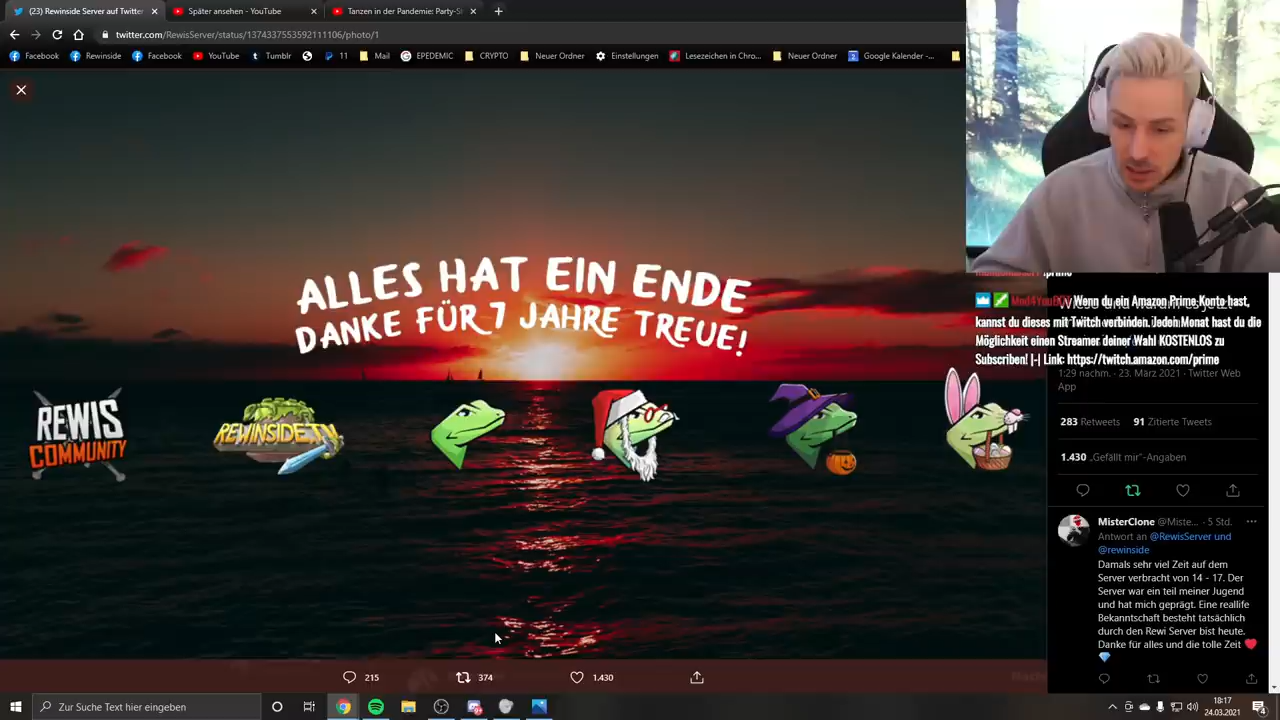 (23) Rewinside Server auf Twitter
Später ansehen - YouTube
Tanzen in der Pandemie: Party-St
twitter.com/RewisServer/status/1374337553592111106/photo/1
Facebook
Rewinside
Facebook
YouTube
Tumblr
11
Mail
EPEDEMIC
CRYPTO
Neuer Ordner
Einstellungen
Lesezeichen in Chro...
Neuer Ordner
Google Kalender -...
ALLES HAT EIN ENDE
DANKE FÜR 7 JAHRE TREUE!
REWIS
COMMUNITY
REWINSIDE.TV
!prime
Wenn du ein Amazon Prime Konto hast,
kannst du dieses mit Twitch verbinden. Jeden Monat hast du die
Möglichkeit einen Streamer deiner Wahl KOSTENLOS zu
Subscriben! |-| Link: https://twitch.amazon.com/prime
1:29 nachm. · 23. März 2021 · Twitter Web
App
283 Retweets 91 Zitierte Tweets
1.430 „Gefällt mir“-Angaben
MisterClone @Miste... · 5 Std.
Antwort an @RewisServer und
@rewinside
Damals sehr viel Zeit auf dem
Server verbracht von 14 - 17. Der
Server war ein teil meiner Jugend
und hat mich geprägt. Eine reallife
Bekanntschaft besteht tatsächlich
durch den Rewi Server bist heute.
Danke für alles und die tolle Zeit
215
374
1.430
Zur Suche Text hier eingeben
18:17
24.03.2021
4